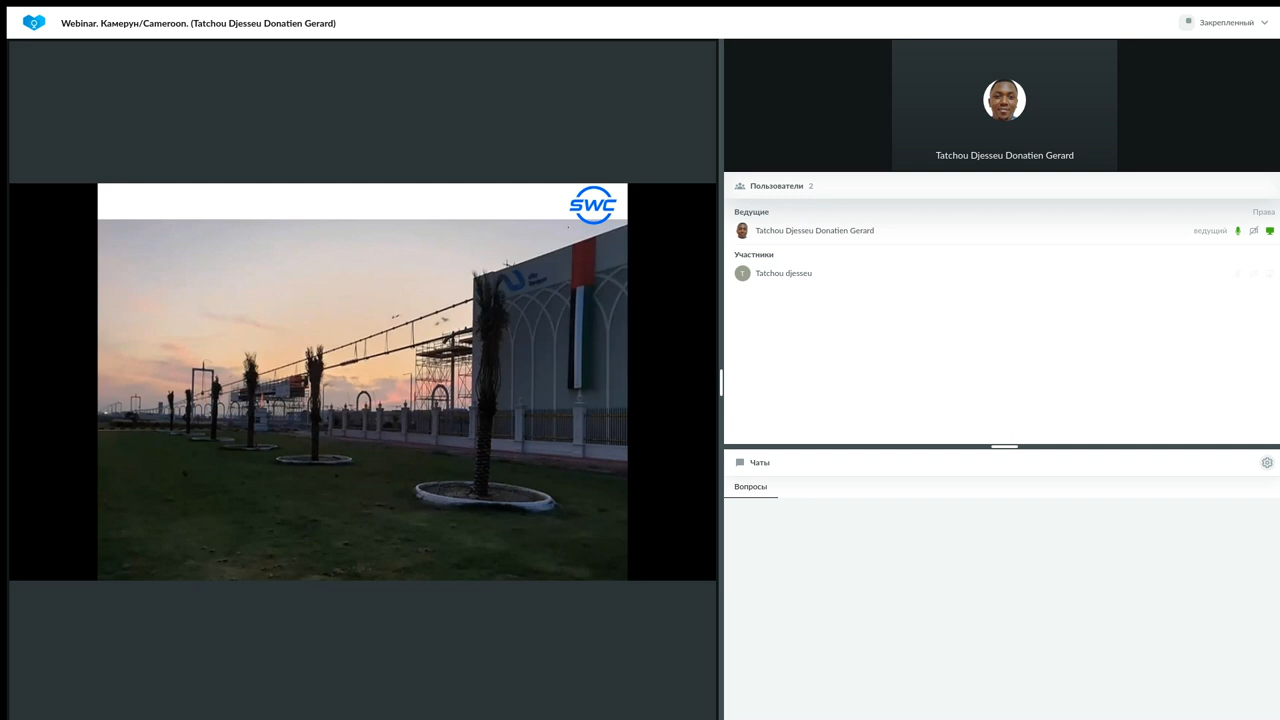 Webinar. Камерун/Cameroon. (Tatchou Djesseu Donatien Gerard)
Закрепленный
SWC
Tatchou Djesseu Donatien Gerard
Пользователи 2
Ведущие
Права
Tatchou Djesseu Donatien Gerard
ведущий
Участники
T
Tatchou djesseu
Чаты
Вопросы